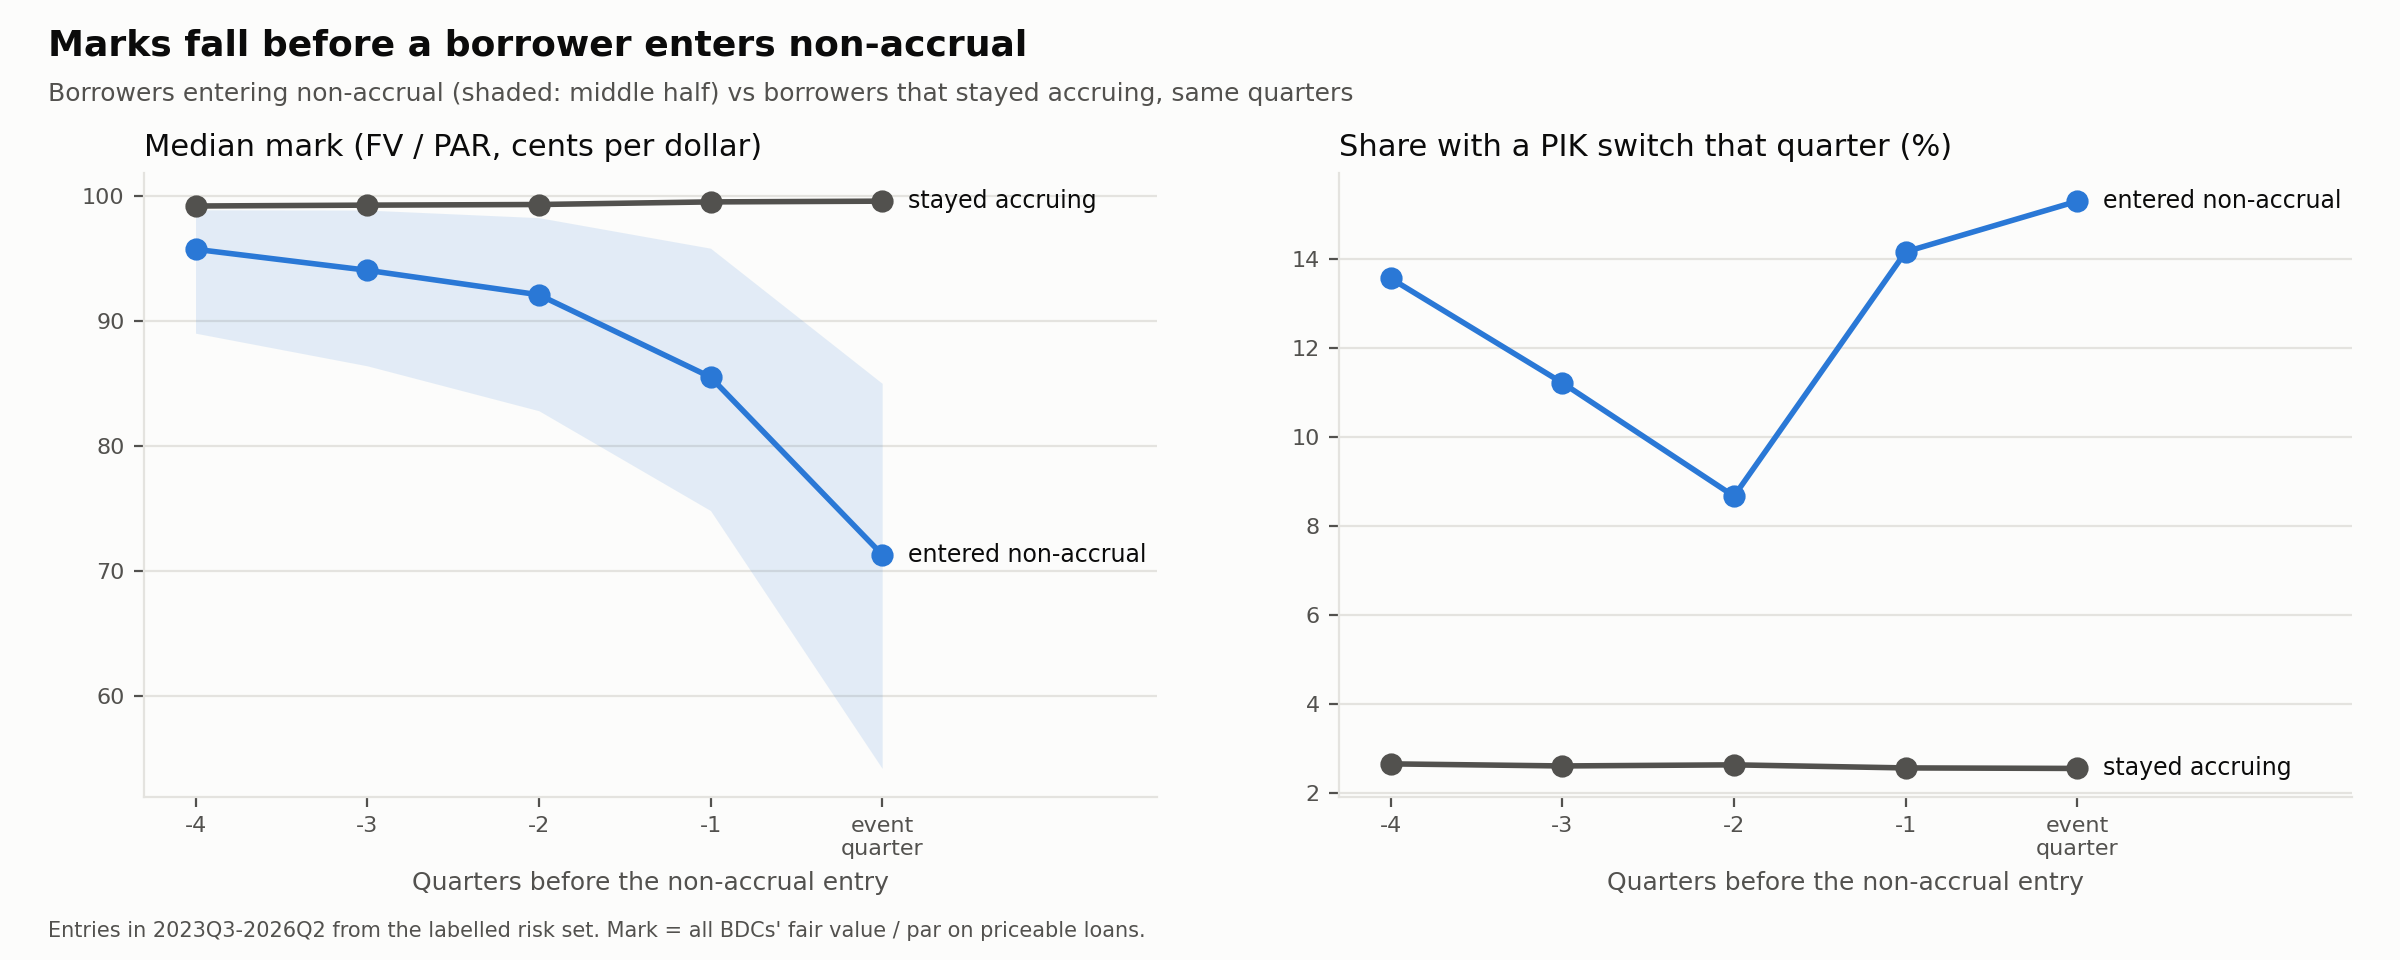 Marks fall before a borrower enters non-accrual
Borrowers entering non-accrual (shaded: middle half) vs borrowers that stayed accruing, same quarters
Median mark (FV / PAR, cents per dollar)
100
90
80
70
60
stayed accruing
entered non-accrual
-4
-3
-2
-1
event
quarter
Quarters before the non-accrual entry
Share with a PIK switch that quarter (%)
14
12
10
8
6
4
2
entered non-accrual
stayed accruing
-4
-3
-2
-1
event
quarter
Quarters before the non-accrual entry
Entries in 2023Q3-2026Q2 from the labelled risk set. Mark = all BDCs' fair value / par on priceable loans.